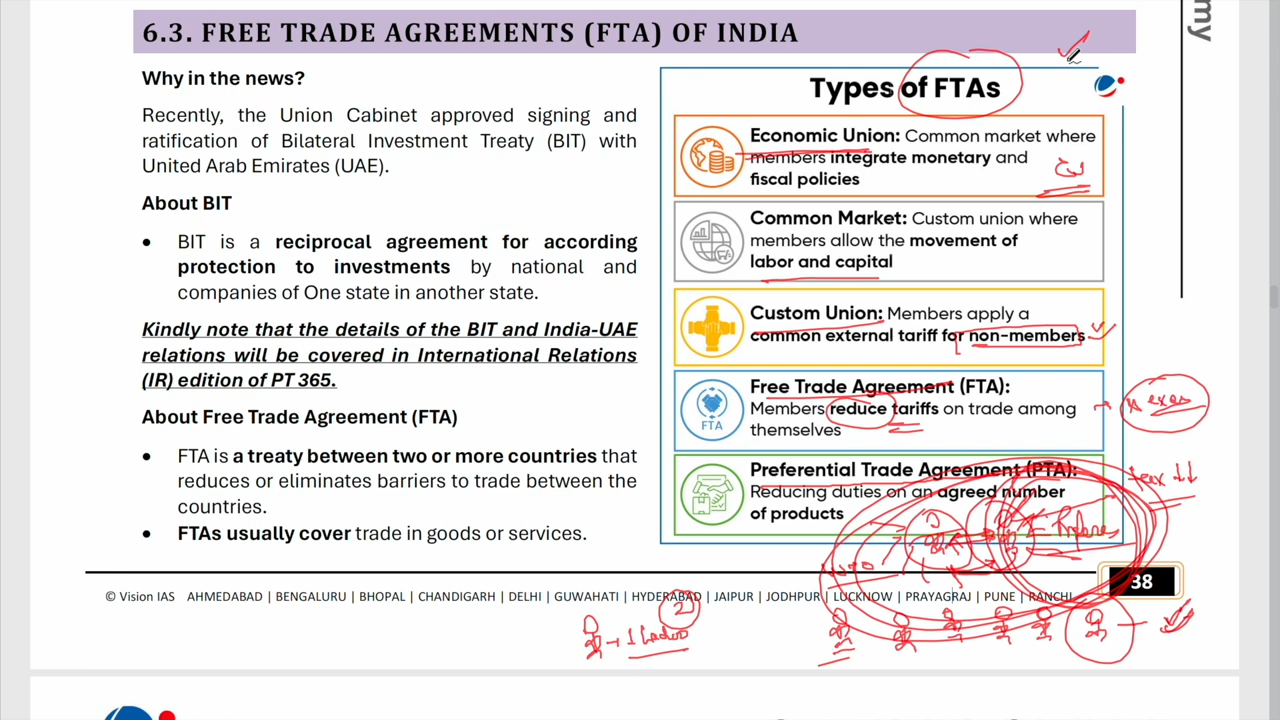 my
6.3. FREE TRADE AGREEMENTS (FTA) OF INDIA
Why in the news?
Recently, the Union Cabinet approved signing and
ratification of Bilateral Investment Treaty (BIT) with
United Arab Emirates (UAE).
About BIT
• BIT is a reciprocal agreement for according
protection to investments by national and
companies of One state in another state.
Kindly note that the details of the BIT and India-UAE
relations will be covered in International Relations
(IR) edition of PT 365.
About Free Trade Agreement (FTA)
• FTA is a treaty between two or more countries that
reduces or eliminate barriers to trade between the
countries.
• FTAs usually cover trade in goods or services.
Types of FTAs
Economic Union: Common market where
members integrate monetary and
fiscal policies
Common Market: Custom union where
members allow the movement of
labor and capital
Custom Union: Members apply a
common external tariff for non-members
FTA
Free Trade Agreement (FTA):
Members reduce tariffs on trade among
themselves
Preferential Trade Agreement (PTA):
Reducing duties on an agreed number
of products
38
© Vision IAS AHMEDABAD | BENGALURU | BHOPAL | CHANDIGARH | DELHI | GUWAHATI | HYDERABAD | JAIPUR | JODHPUR | LUCKNOW | PRAYAGRAJ | PUNE | RANCHI
2